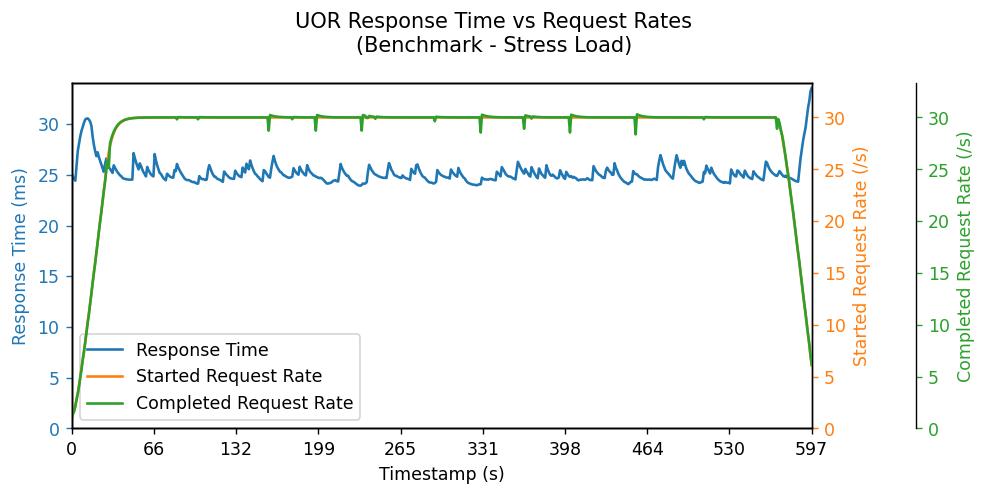 UOR Response Time vs Request Rates
(Benchmark - Stress Load)
Response Time (ms)
30
25
20
15
10
5
0
Response Time
Started Request Rate
Completed Request Rate
0 66 132 199 265 331 398 464 530 597
Timestamp (s)
30
25
20
15
10
5
0
Started Request Rate (/s)
30
25
20
15
10
5
0
Completed Request Rate (/s)